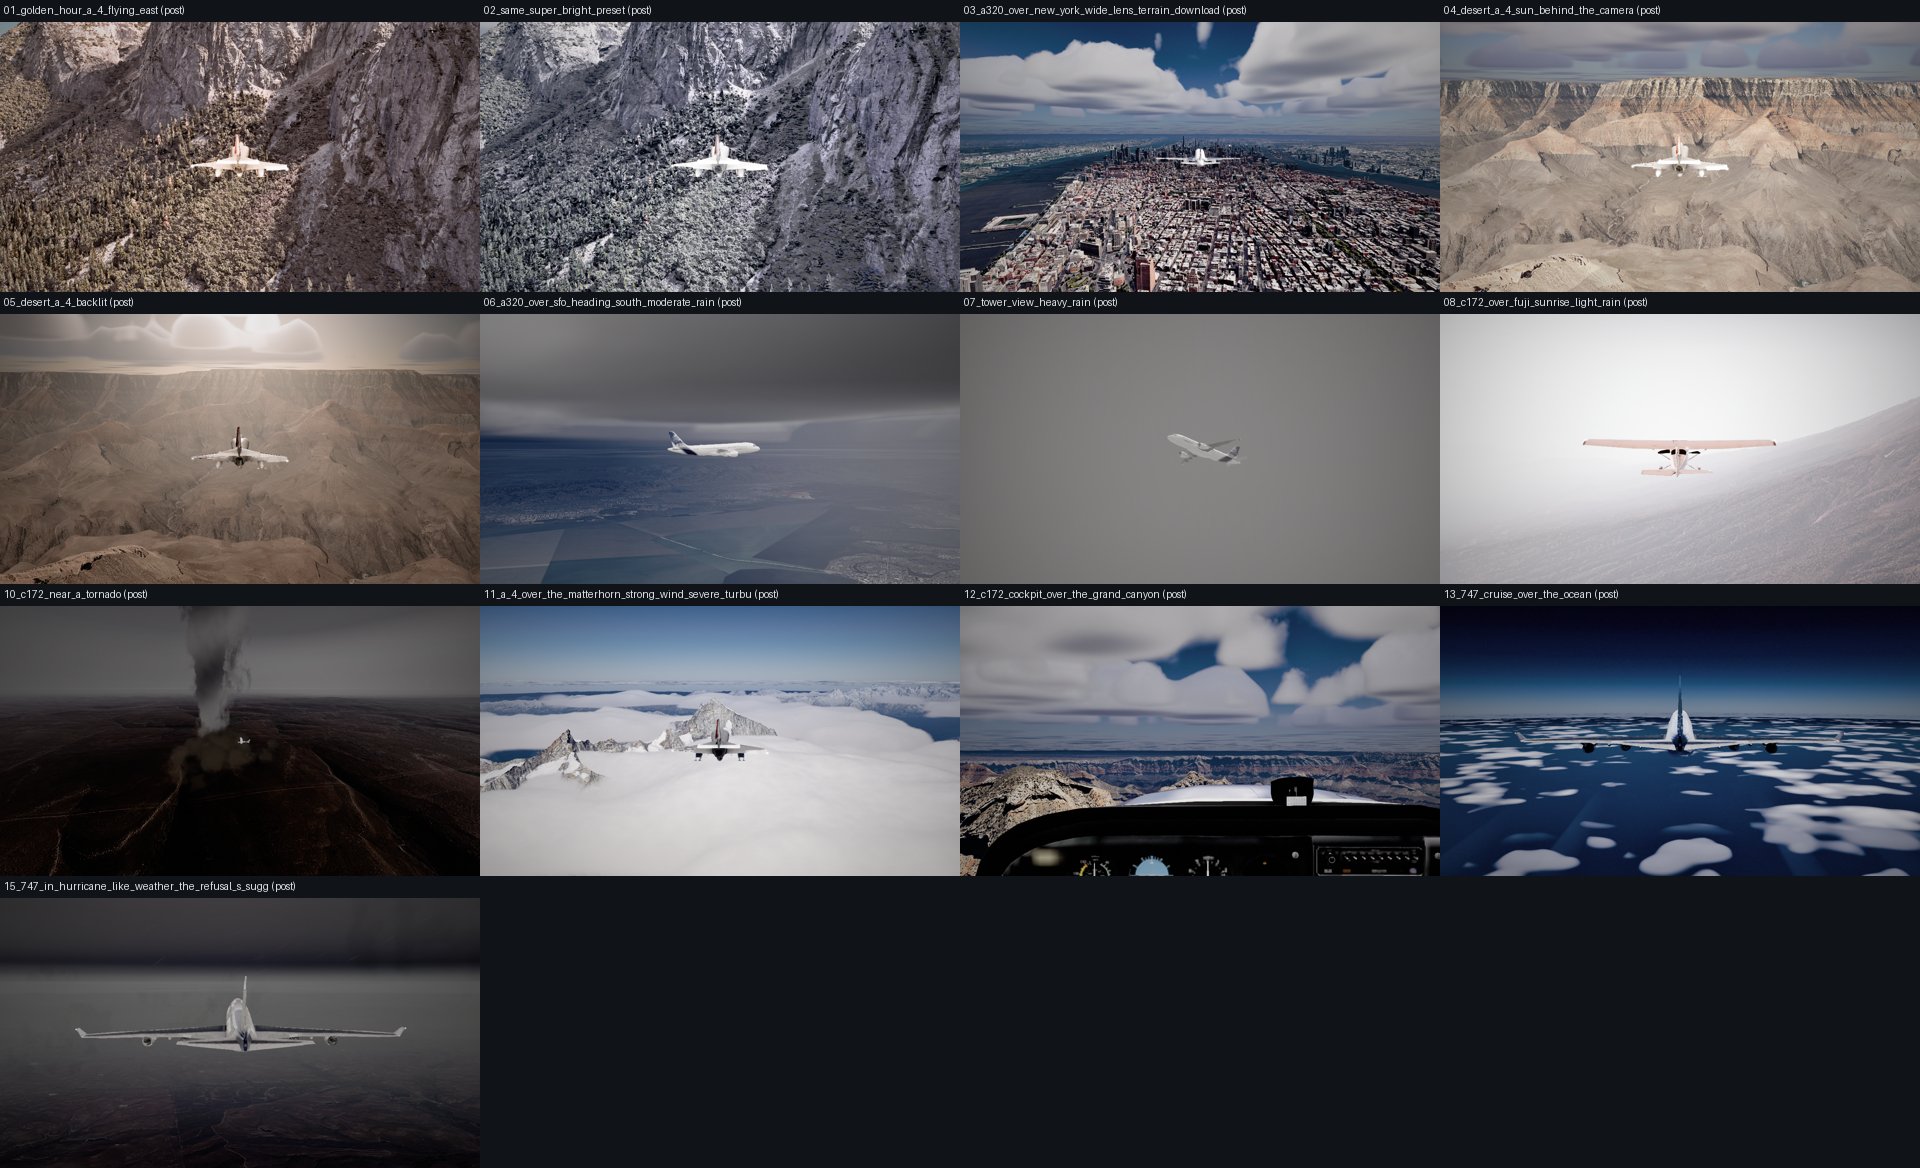 01_golden_hour_a_4_flying_east (post)
02_same_super_bright_preset (post)
03_a320_over_new_york_wide_lens_terrain_download (post)
04_desert_a_4_sun_behind_the_camera (post)
05_desert_a_4_backlit (post)
06_a320_over_sfo_heading_south_moderate_rain (post)
07_tower_view_heavy_rain (post)
08_c172_over_fuji_sunrise_light_rain (post)
10_c172_near_a_tornado (post)
11_a_4_over_the_matterhorn_strong_wind_severe_turbu (post)
12_c172_cockpit_over_the_grand_canyon (post)
13_747_cruise_over_the_ocean (post)
15_747_in_hurricane_like_weather_the_refusal_s_sugg (post)